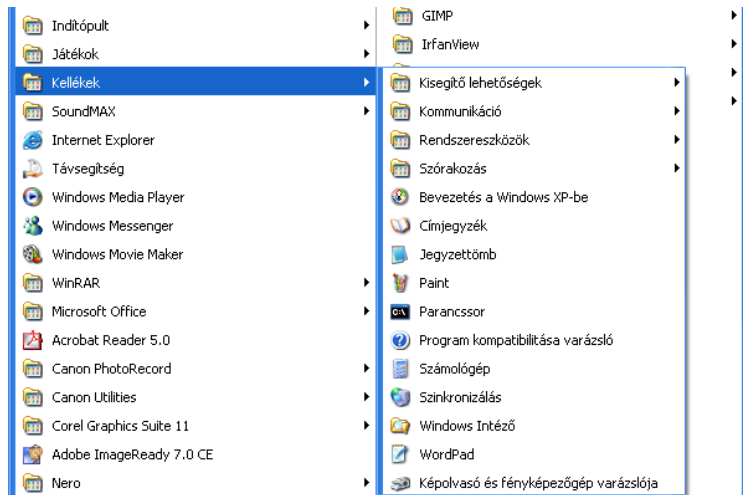 Indítópult
Játékok
Kellékek
SoundMAX
Internet Explorer
Távsegítség
Windows Media Player
Windows Messenger
Windows Movie Maker
WinRAR
Microsoft Office
Acrobat Reader 5.0
Canon PhotoRecord
Canon Utilities
Corel Graphics Suite 11
Adobe ImageReady 7.0 CE
Nero
GIMP
IrfanView
Kisegítő lehetőségek
Kommunikáció
Rendszereszközök
Szórakozás
Bevezetés a Windows XP-be
Címjegyzék
Jegyzettömb
Paint
Parancssor
Program kompatibilitása varázsló
Számológép
Szinkronizálás
Windows Intéző
WordPad
Képolvasó és fényképezőgép varázslója